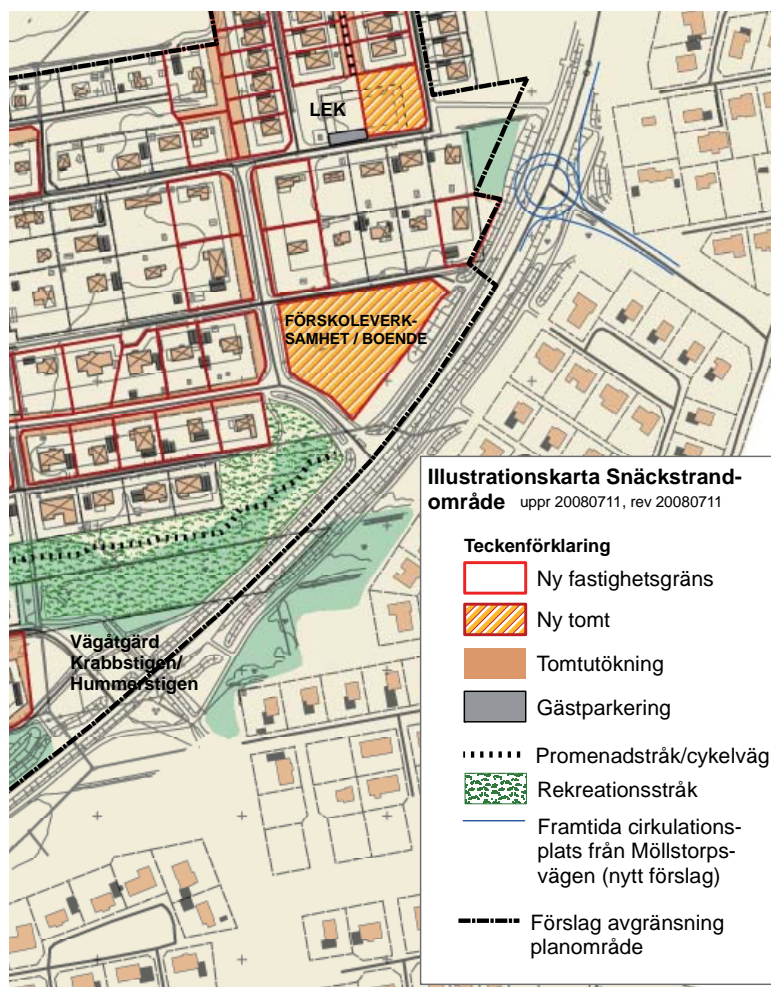 LEK
FÖRSKOLEVERK-
SAMHET / BOENDE
Vägåtgärd
Krabbstigen/
Hummerstigen
Illustrationskarta Snäckstrand-
område uppr 20080711, rev 20080711
Teckenförklaring
Ny fastighetsgräns
Ny tomt
Tomtutökning
Gästparkering
Promenadstråk/cykelväg
Rekreationsstråk
Framtida cirkulations-
plats från Möllstorps-
vägen (nytt förslag)
Förslag avgränsning
planområde